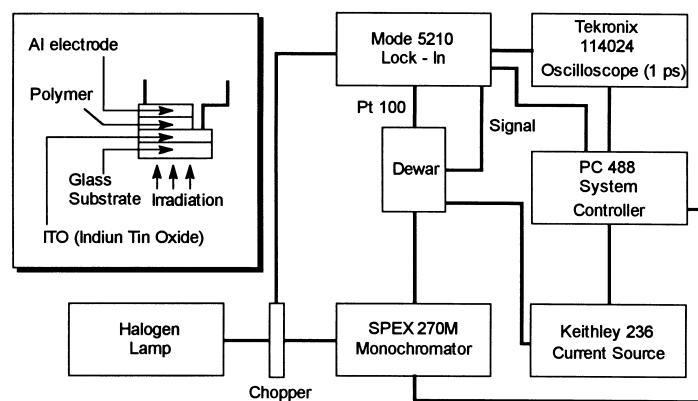 Al electrode
Polymer
Glass
Substrate
Irradiation
ITO (Indiun Tin Oxide)
Mode 5210
Lock - In
Tekronix
114024
Oscilloscope (1 ps)
Pt 100
Signal
Dewar
PC 488
System
Controller
Halogen
Lamp
Chopper
SPEX 270M
Monochromator
Keithley 236
Current Source